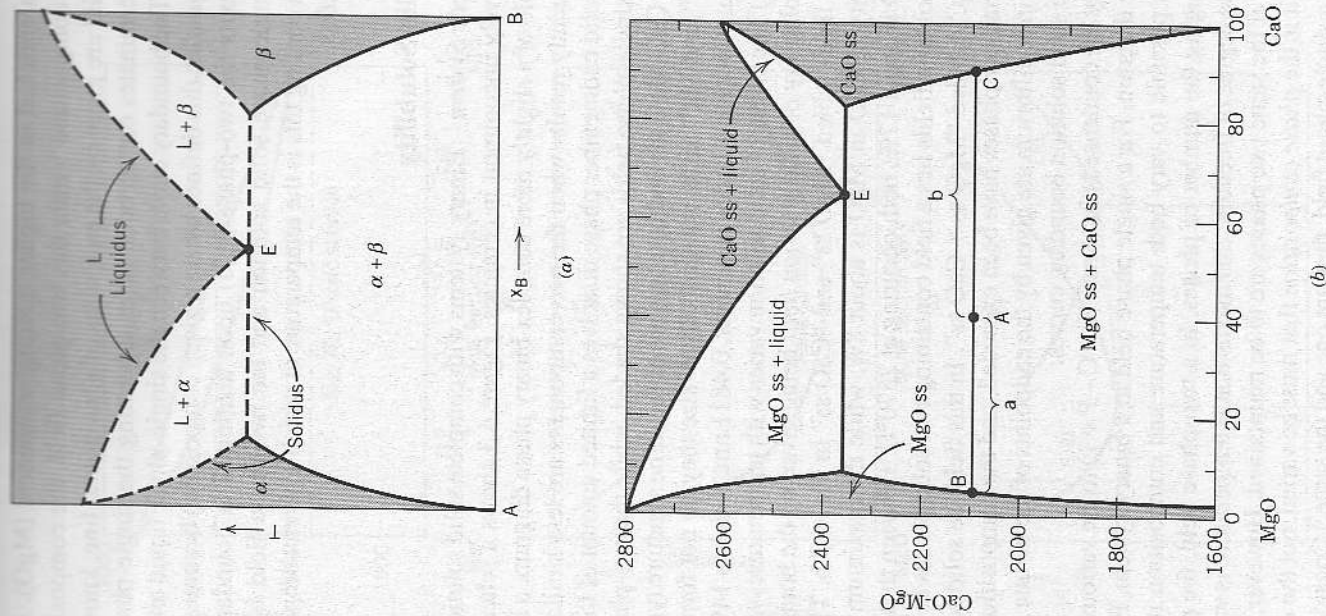 L
Liquidus
L + α
L + β
α
β
Solidus
E
α + β
T
A
x_B
B
(a)
2800
2600
2400
2200
2000
1800
1600
CaO-MgO
CaO ss + liquid
CaO ss
MgO ss + liquid
E
MgO ss
b
B
A
C
a
MgO ss + CaO ss
0
20
40
60
80
100
MgO
CaO
(b)